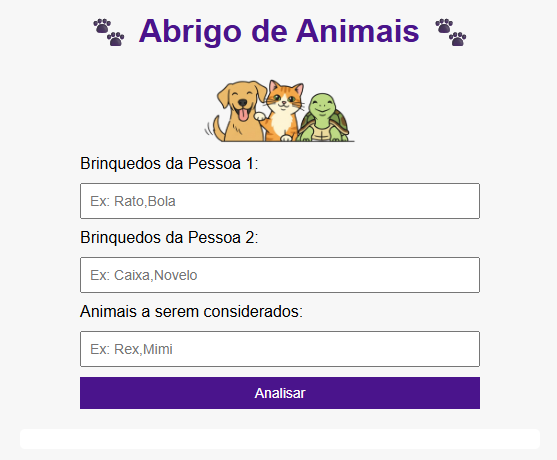 Abrigo de Animais
Brinquedos da Pessoa 1:
Ex: Rato,Bola
Brinquedos da Pessoa 2:
Ex: Caixa,Novelo
Animais a serem considerados:
Ex: Rex,Mimi
Analisar